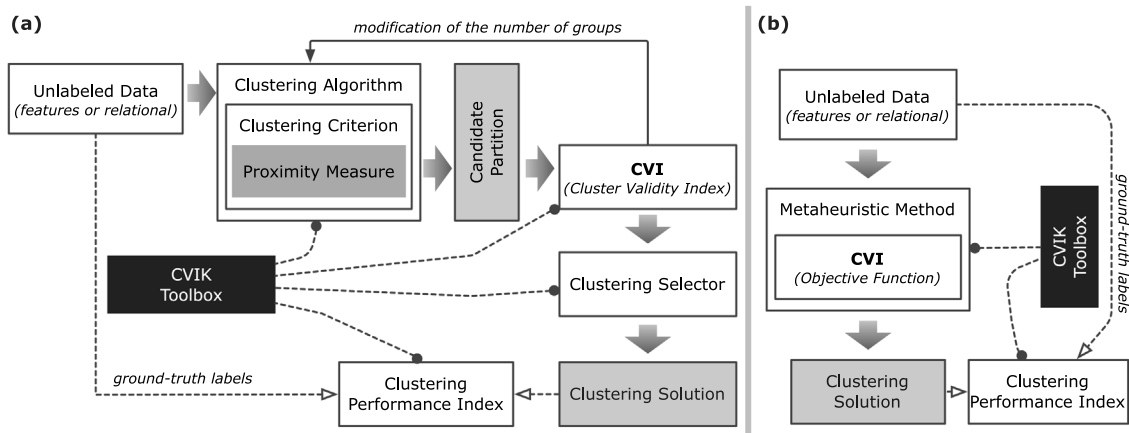 (a)
modification of the number of groups
Unlabeled Data
(features or relational)
Clustering Algorithm
Clustering Criterion
Proximity Measure
Candidate
Partition
CVI
(Cluster Validity Index)
CVIK
Toolbox
Clustering Selector
ground-truth labels
Clustering
Performance Index
Clustering Solution
(b)
Unlabeled Data
(features or relational)
ground-truth labels
Metaheuristic Method
CVI
(Objective Function)
CVIK
Toolbox
Clustering
Solution
Clustering
Performance Index